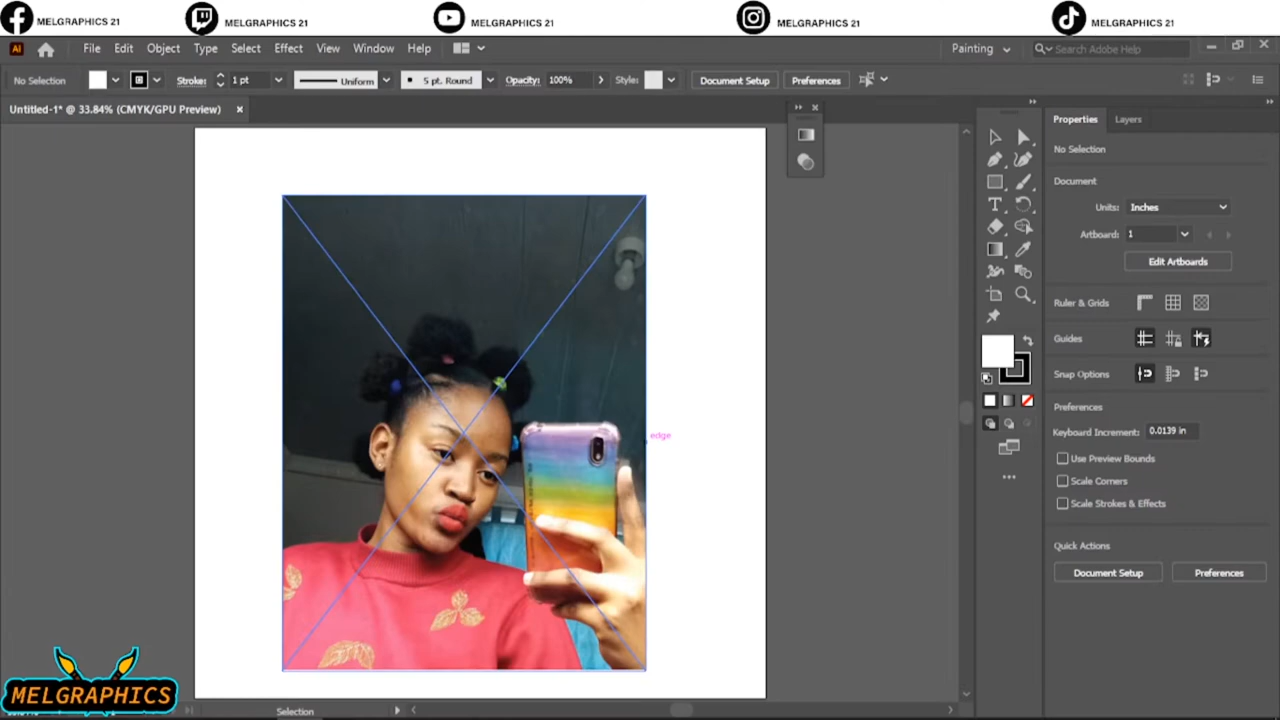 MELGRAPHICS 21 MELGRAPHICS 21 MELGRAPHICS 21 MELGRAPHICS 21 MELGRAPHICS 21
Ai File Edit Object Type Select Effect View Window Help Painting Search Adobe Help
No Selection Stroke: 1 pt Uniform 5 pt. Round Opacity: 100% Style: Document Setup Preferences
Untitled-1* @ 33.84% (CMYK/GPU Preview)
Properties Layers
No Selection
Document
Units: Inches
Artboard: 1
Edit Artboards
Ruler & Grids
Guides
Snap Options
Preferences
Keyboard Increment: 0.0139 in
edge
Use Preview Bounds
Scale Corners
Scale Strokes & Effects
Quick Actions
Document Setup Preferences
MELGRAPHICS
Selection